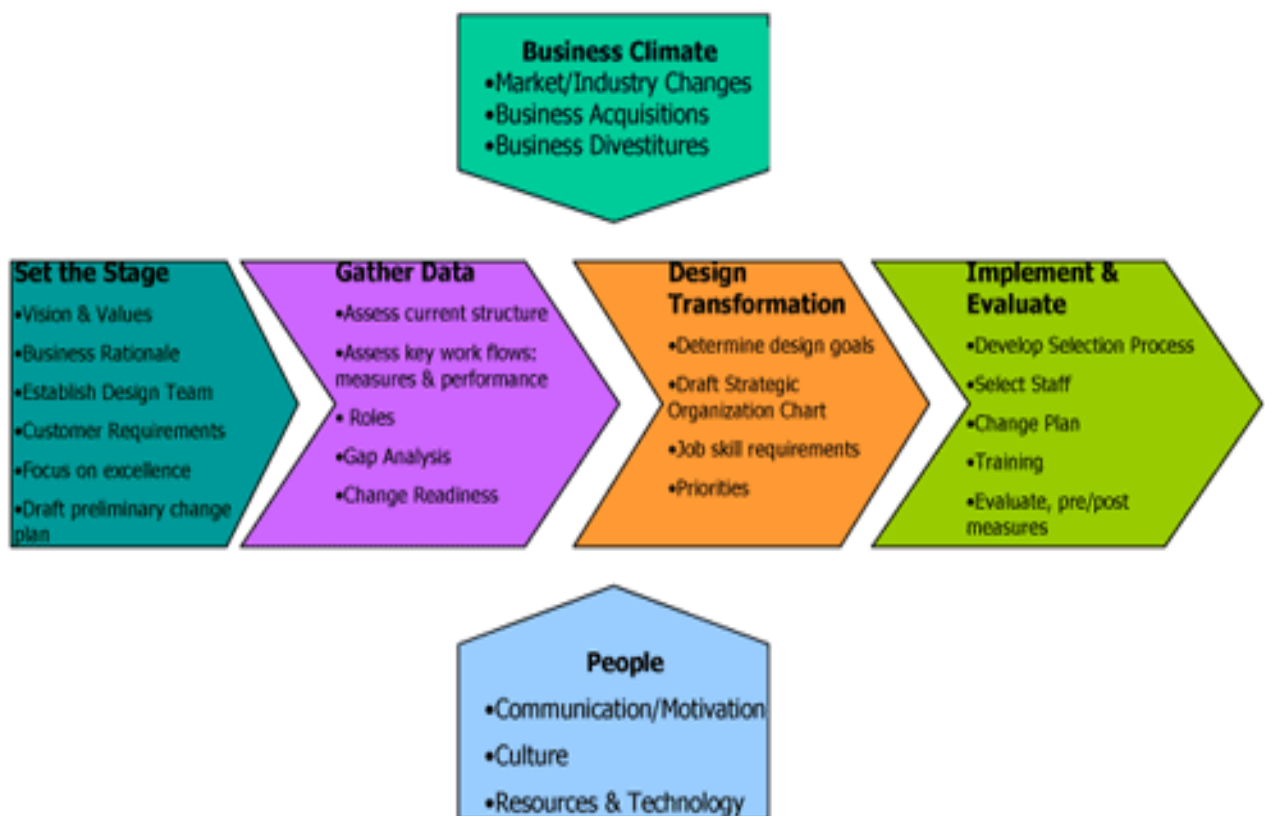 Business Climate
•Market/Industry Changes
•Business Acquisitions
•Business Divestitures
Set the Stage
•Vision & Values
•Business Rationale
•Establish Design Team
•Customer Requirements
•Focus on excellence
•Draft preliminary change
plan
Gather Data
•Assess current structure
•Assess key work flows:
measures & performance
• Roles
•Gap Analysis
•Change Readiness
Design
Transformation
•Determine design goals
•Draft Strategic
Organization Chart
•Job skill requirements
•Priorities
Implement &
Evaluate
•Develop Selection Process
•Select Staff
•Change Plan
•Training
•Evaluate, pre/post
measures
People
•Communication/Motivation
•Culture
•Resources & Technology